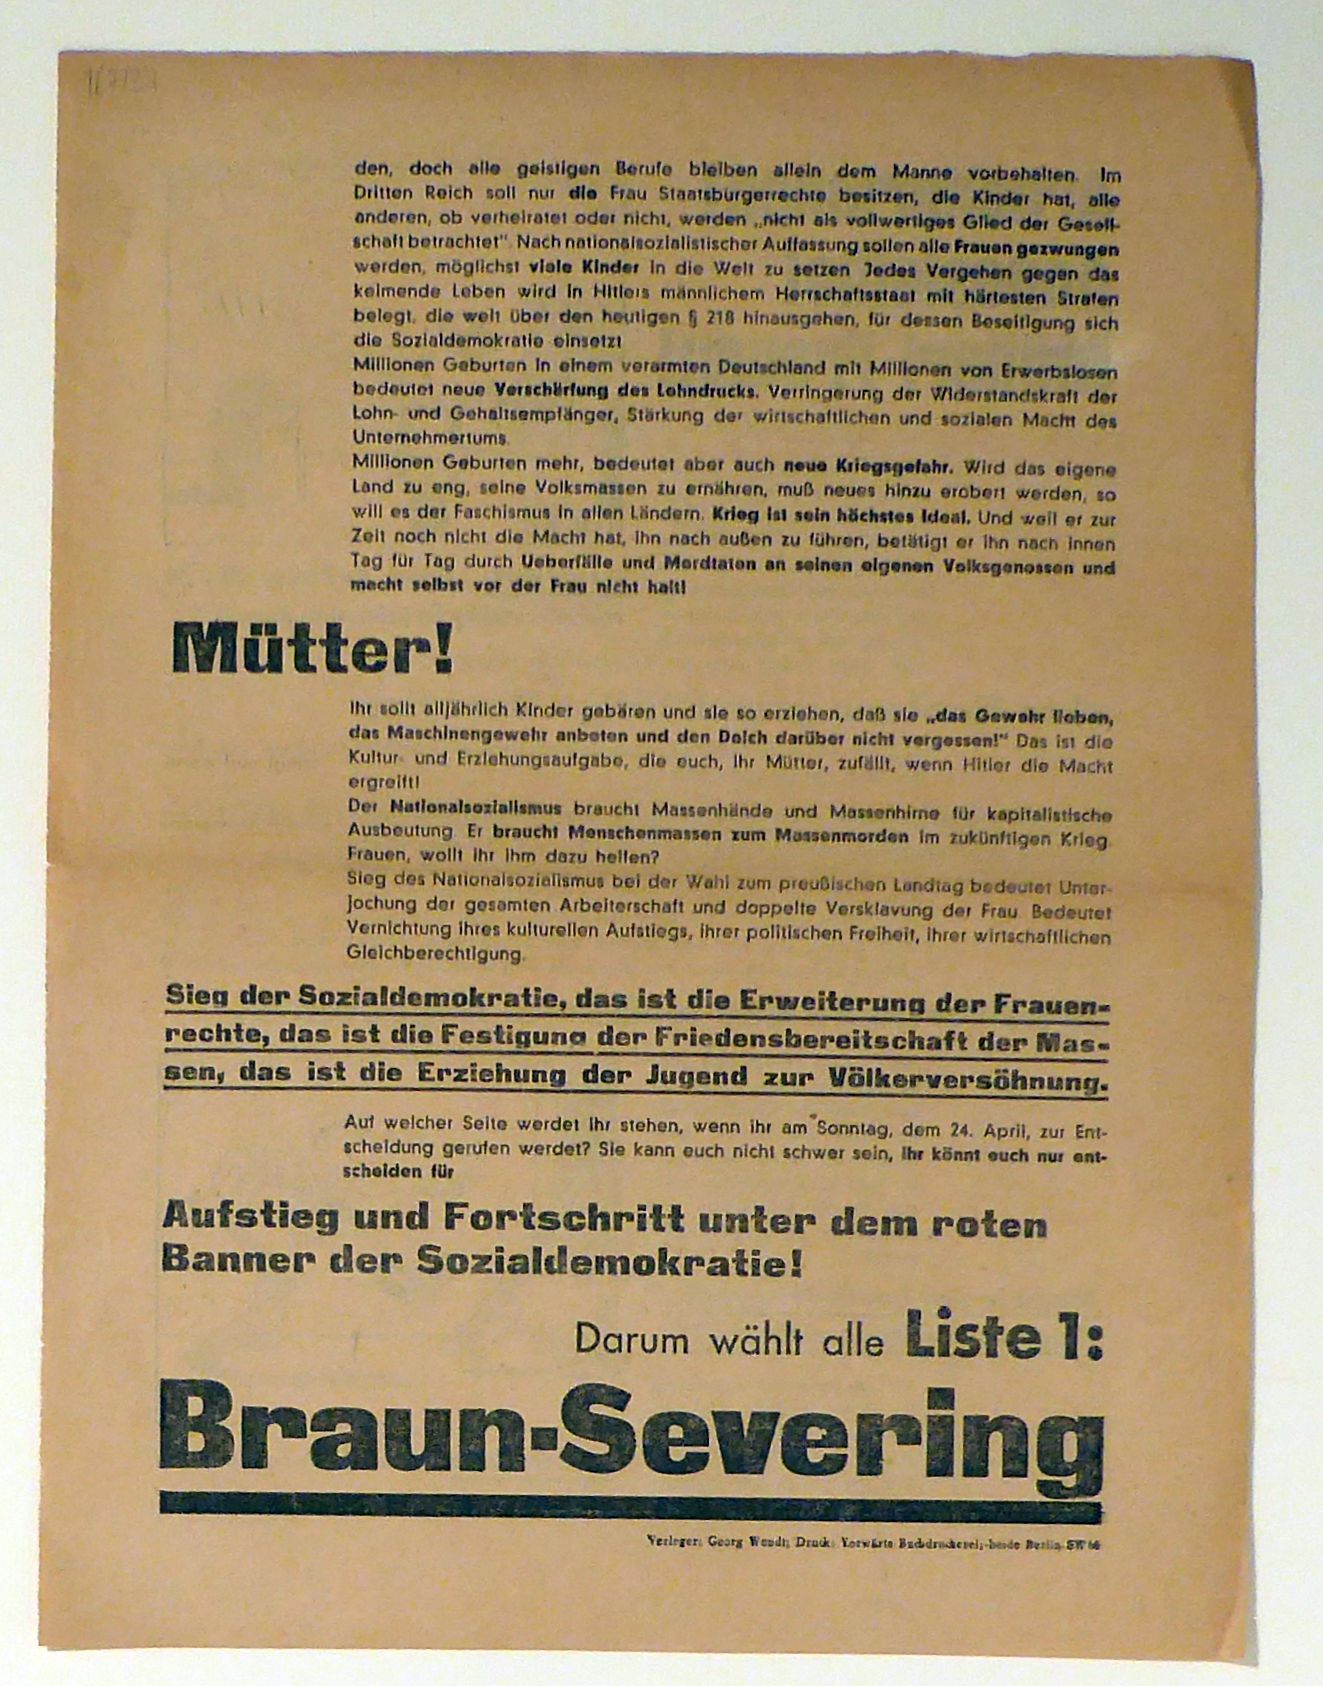 den, doch alle geistigen Berufe bleiben allein dem Manne vorbehalten. Im
Dritten Reich soll nur die Frau Staatsbürgerrechte besitzen, die Kinder hat, alle
anderen, ob verheiratet oder nicht, werden „nicht als vollwertiges Glied der Gesell-
schaft betrachtet". Nach nationalsozialistischer Auffassung sollen alle Frauen gezwungen
werden, möglichst viele Kinder in die Welt zu setzen Jedes Vergehen gegen das
keimende Leben wird in Hitlers männlichem Herrschaftsstaat mit härtesten Strafen
belegt, die weit über den heutigen § 218 hinausgehen, für dessen Beseitigung sich
die Sozialdemokratie einsetzt
Millionen Geburten in einem verarmten Deutschland mit Millionen von Erwerbslosen
bedeutet neue Verschärfung des Lohndrucks. Verringerung der Widerstandskraft der
Lohn- und Gehaltsempfänger, Stärkung der wirtschaftlichen und sozialen Macht des
Unternehmertums.
Millionen Geburten mehr, bedeutet aber auch neue Kriegsgefahr. Wird das eigene
Land zu eng, seine Volksmassen zu ernähren, muß neues hinzu erobert werden, so
will es der Faschismus in allen Ländern. Krieg ist sein höchstes Ideal. Und weil er zur
Zeit noch nicht die Macht hat, ihn nach außen zu führen, betätigt er ihn nach innen
Tag für Tag durch Ueberfälle und Mordtaten an seinen eigenen Volksgenossen und
macht selbst vor der Frau nicht halt!
Mütter!
Ihr sollt alljährlich Kinder gebären und sie so erziehen, daß sie „das Gewehr lieben,
das Maschinengewehr anbeten und den Dolch darüber nicht vergessen!" Das ist die
Kultur- und Erziehungsaufgabe, die euch, Ihr Mütter, zufällt, wenn Hitler die Macht
ergreift!
Der Nationalsozialismus braucht Massenhände und Massenhirne für kapitalistische
Ausbeutung. Er braucht Menschenmassen zum Massenmorden im zukünftigen Krieg.
Frauen, wollt ihr ihm dazu helfen?
Sieg des Nationalsozialismus bei der Wahl zum preußischen Landtag bedeutet Unter-
jochung der gesamten Arbeiterschaft und doppelte Versklavung der Frau. Bedeutet
Vernichtung ihres kulturellen Aufstiegs, ihrer politischen Freiheit, ihrer wirtschaftlichen
Gleichberechtigung.
Sieg der Sozialdemokratie, das ist die Erweiterung der Frauen-
rechte, das ist die Festigung der Friedensbereitschaft der Mas-
sen, das ist die Erziehung der Jugend zur Völkerversöhnung.
Auf welcher Seite werdet ihr stehen, wenn ihr am Sonntag, dem 24. April, zur Ent-
scheidung gerufen werdet? Sie kann euch nicht schwer sein, ihr könnt euch nur ent-
scheiden für
Aufstieg und Fortschritt unter dem roten
Banner der Sozialdemokratie!
Darum wählt alle Liste 1:
Braun-Severing
Verleger: Georg Wendt; Druck: Vorwärts Buchdruckerei; beide Berlin SW 68